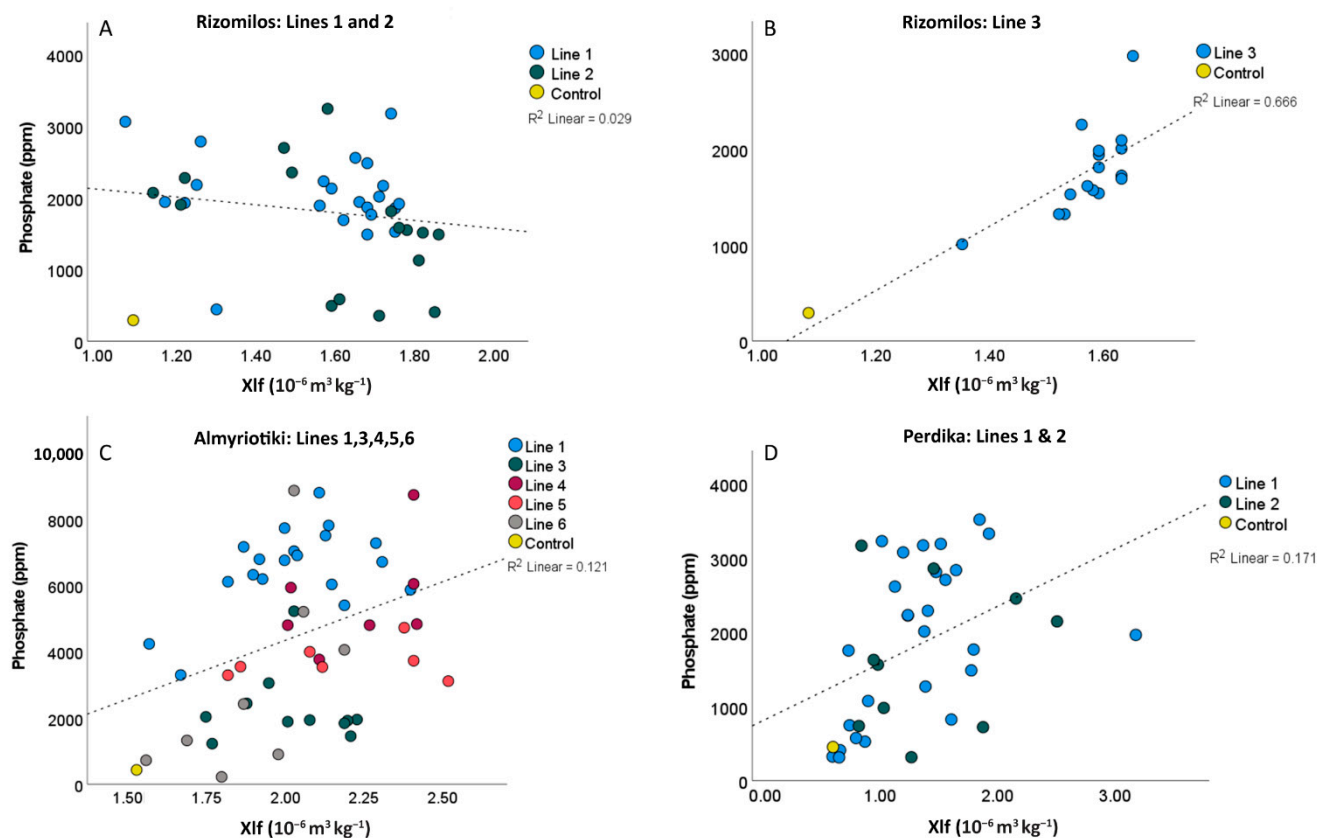 A
Rizomilos: Lines 1 and 2
4000
3000
2000
1000
0
Phosphate (ppm)
1.00 1.20 1.40 1.60 1.80 2.00
Xlf (10⁻⁶ m³ kg⁻¹)
Line 1
Line 2
Control
R² Linear = 0.029
B
Rizomilos: Line 3
3000
2000
1000
0
Phosphate (ppm)
1.00 1.20 1.40 1.60
Xlf (10⁻⁶ m³ kg⁻¹)
Line 3
Control
R² Linear = 0.666
C
Almyriotiki: Lines 1,3,4,5,6
10,000
8000
6000
4000
2000
0
Phosphate (ppm)
1.50 1.75 2.00 2.25 2.50
Xlf (10⁻⁶ m³ kg⁻¹)
Line 1
Line 3
Line 4
Line 5
Line 6
Control
R² Linear = 0.121
D
Perdika: Lines 1 & 2
4000
3000
2000
1000
0
Phosphate (ppm)
0.00 1.00 2.00 3.00
Xlf (10⁻⁶ m³ kg⁻¹)
Line 1
Line 2
Control
R² Linear = 0.171